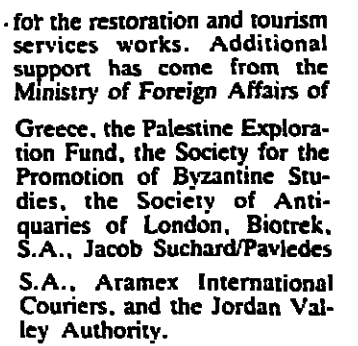 for the restoration and tourism
services works. Additional
support has come from the
Ministry of Foreign Affairs of
Greece, the Palestine Explora-
tion Fund, the Society for the
Promotion of Byzantine Stu-
dies, the Society of Anti-
quaries of London, Biotrek,
S.A., Jacob Suchard/Pavledes
S.A., Aramex International
Couriers, and the Jordan Val-
ley Authority.